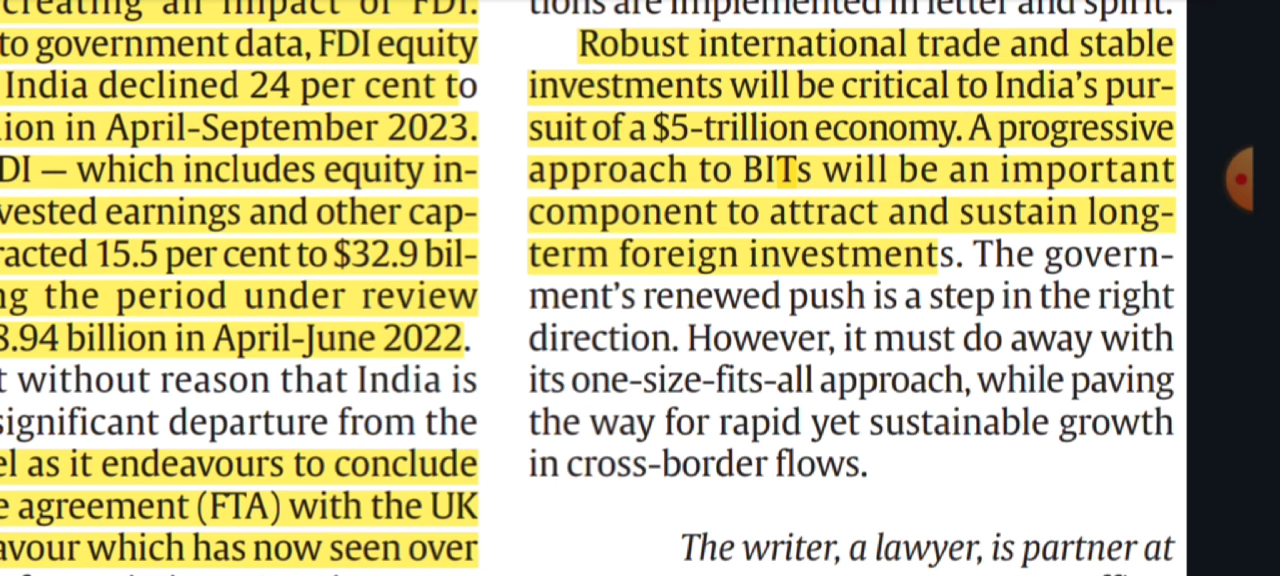 creating an impact of FDI.
to government data, FDI equity
India declined 24 per cent to
ion in April-September 2023.
DI — which includes equity in-
vested earnings and other cap-
racted 15.5 per cent to $32.9 bil-
ng the period under review
8.94 billion in April-June 2022.
t without reason that India is
significant departure from the
el as it endeavours to conclude
e agreement (FTA) with the UK
avour which has now seen over
tions are implemented in letter and spirit.
Robust international trade and stable
investments will be critical to India's pur-
suit of a $5-trillion economy. A progressive
approach to BITs will be an important
component to attract and sustain long-
term foreign investments. The govern-
ment's renewed push is a step in the right
direction. However, it must do away with
its one-size-fits-all approach, while paving
the way for rapid yet sustainable growth
in cross-border flows.
The writer, a lawyer, is partner at